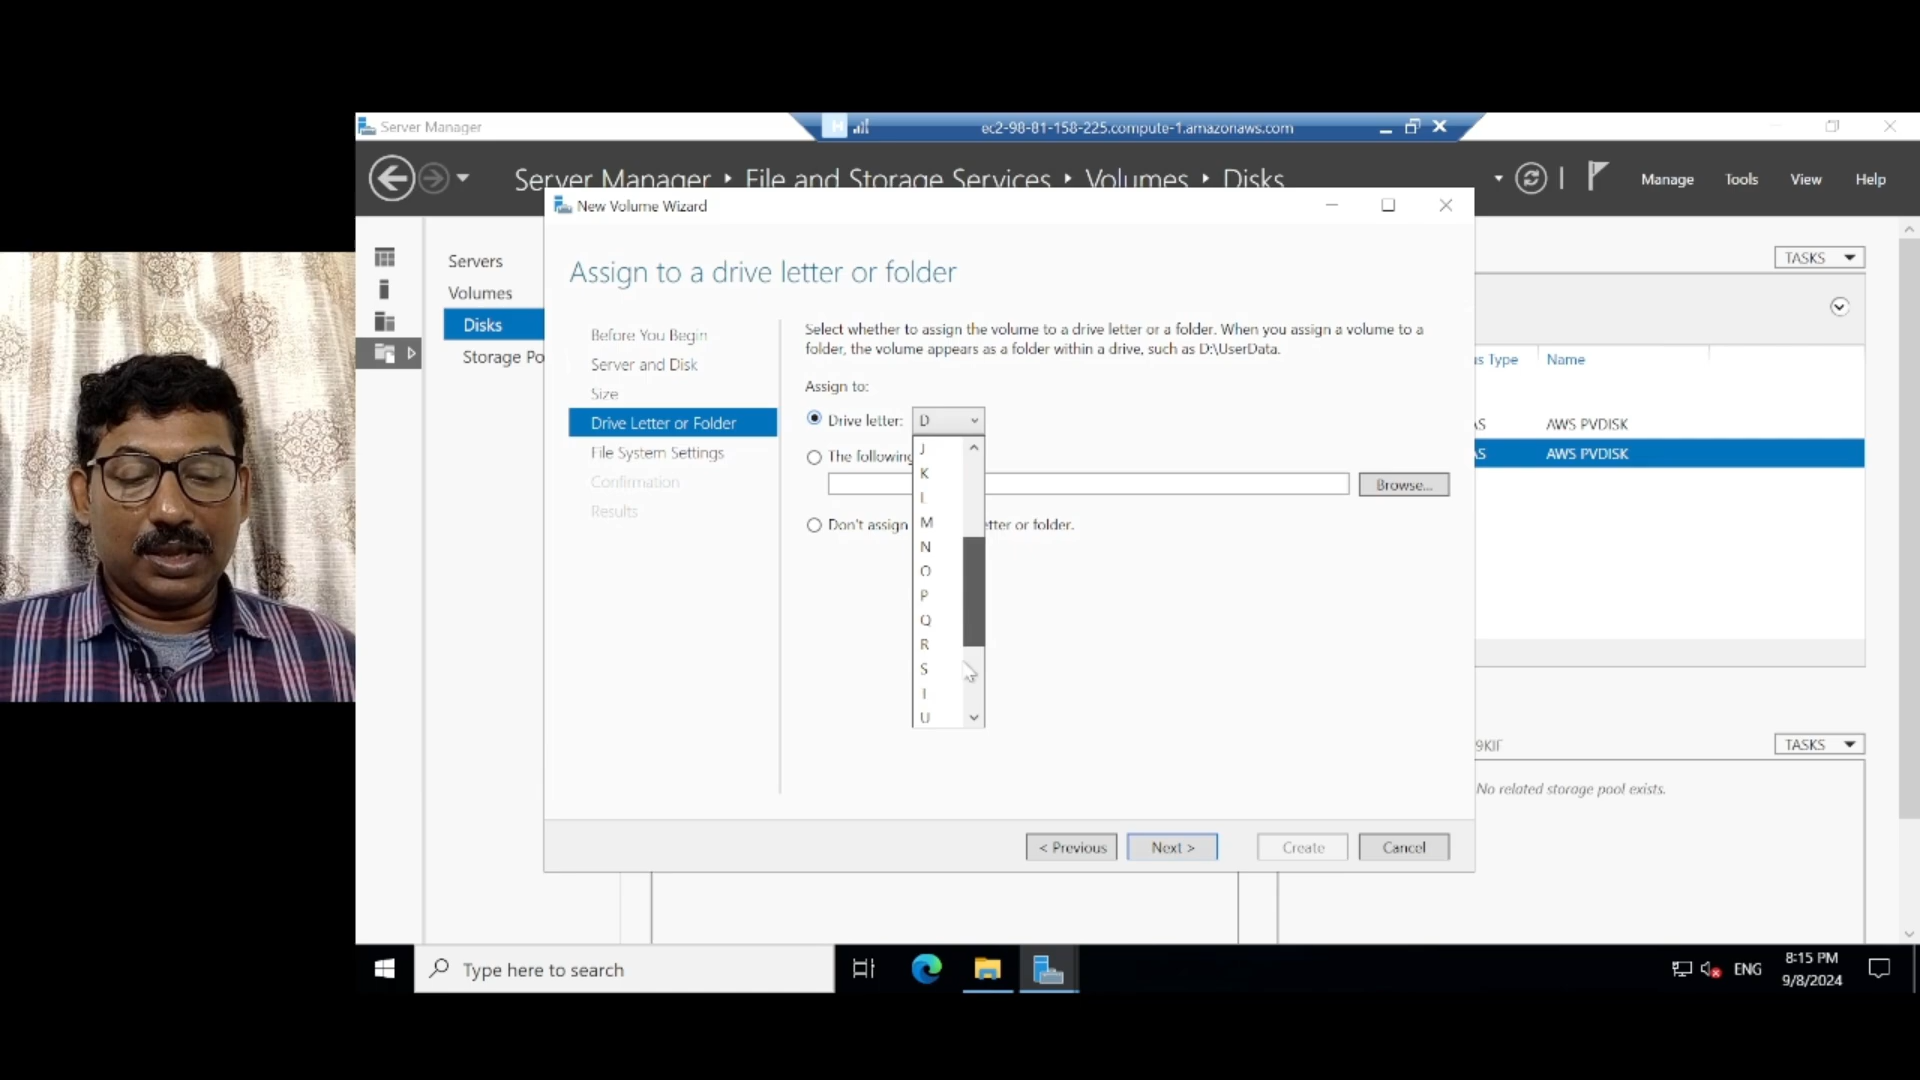 Server Manager
ec2-98-81-158-225.compute-1.amazonaws.com
Server Manager ‣ File and Storage Services ‣ Volumes ‣ Disks
Manage
Tools
View
Help
New Volume Wizard
Servers
Volumes
Disks
Storage Po
Assign to a drive letter or folder
Before You Begin
Server and Disk
Size
Drive Letter or Folder
File System Settings
Confirmation
Results
Select whether to assign the volume to a drive letter or a folder. When you assign a volume to a
folder, the volume appears as a folder within a drive, such as D:\UserData.
Assign to:
Drive letter: D
The following
Browse...
Don't assign etter or folder.
J
K
L
M
N
O
P
Q
R
S
T
U
< Previous
Next >
Create
Cancel
TASKS
s Type
Name
AS AWS PVDISK
AS AWS PVDISK
TASKS
No related storage pool exists.
Type here to search
ENG
8:15 PM
9/8/2024